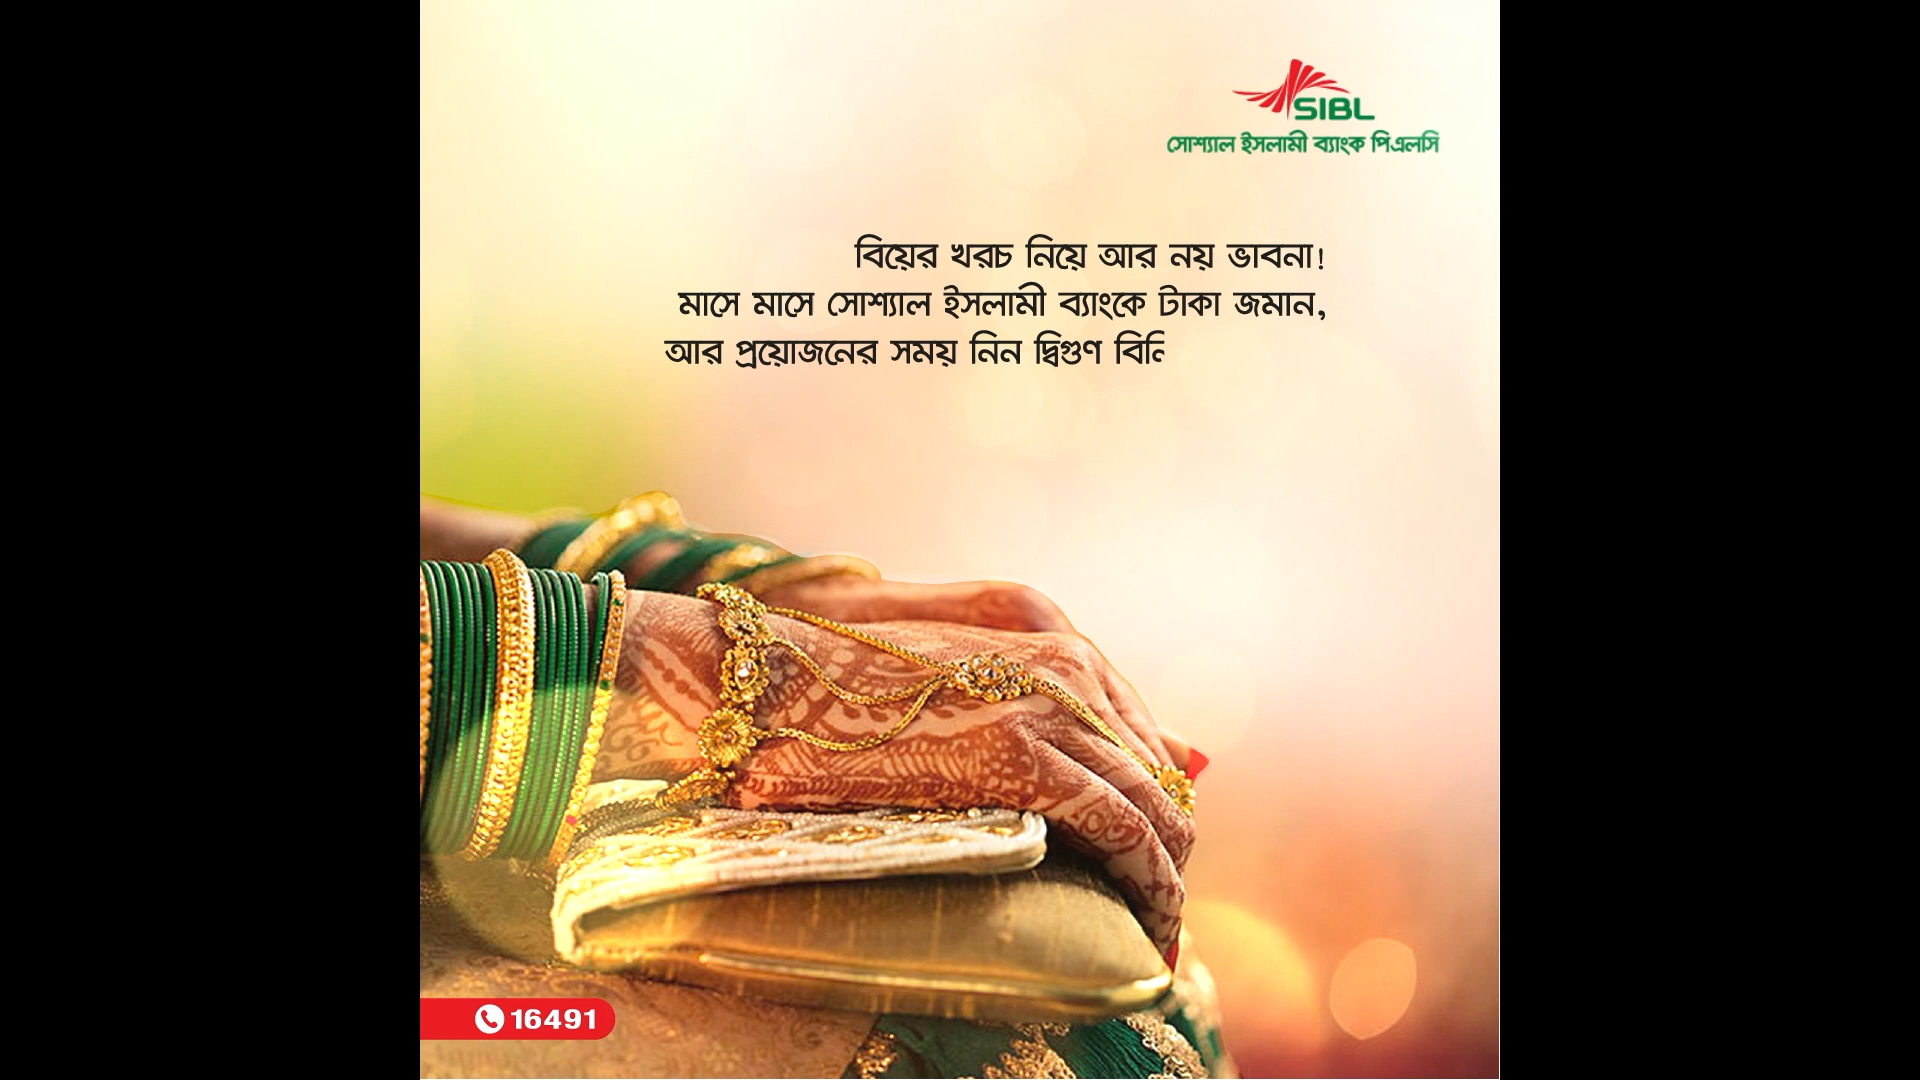 SIBL
সোশ্যাল ইসলামী ব্যাংক পিএলসি
বিয়ের খরচ নিয়ে আর নয় ভাবনা!
মাসে মাসে সোশ্যাল ইসলামী ব্যাংকে টাকা জমান,
আর প্রয়োজনের সময় নিন দ্বিগুণ
16491